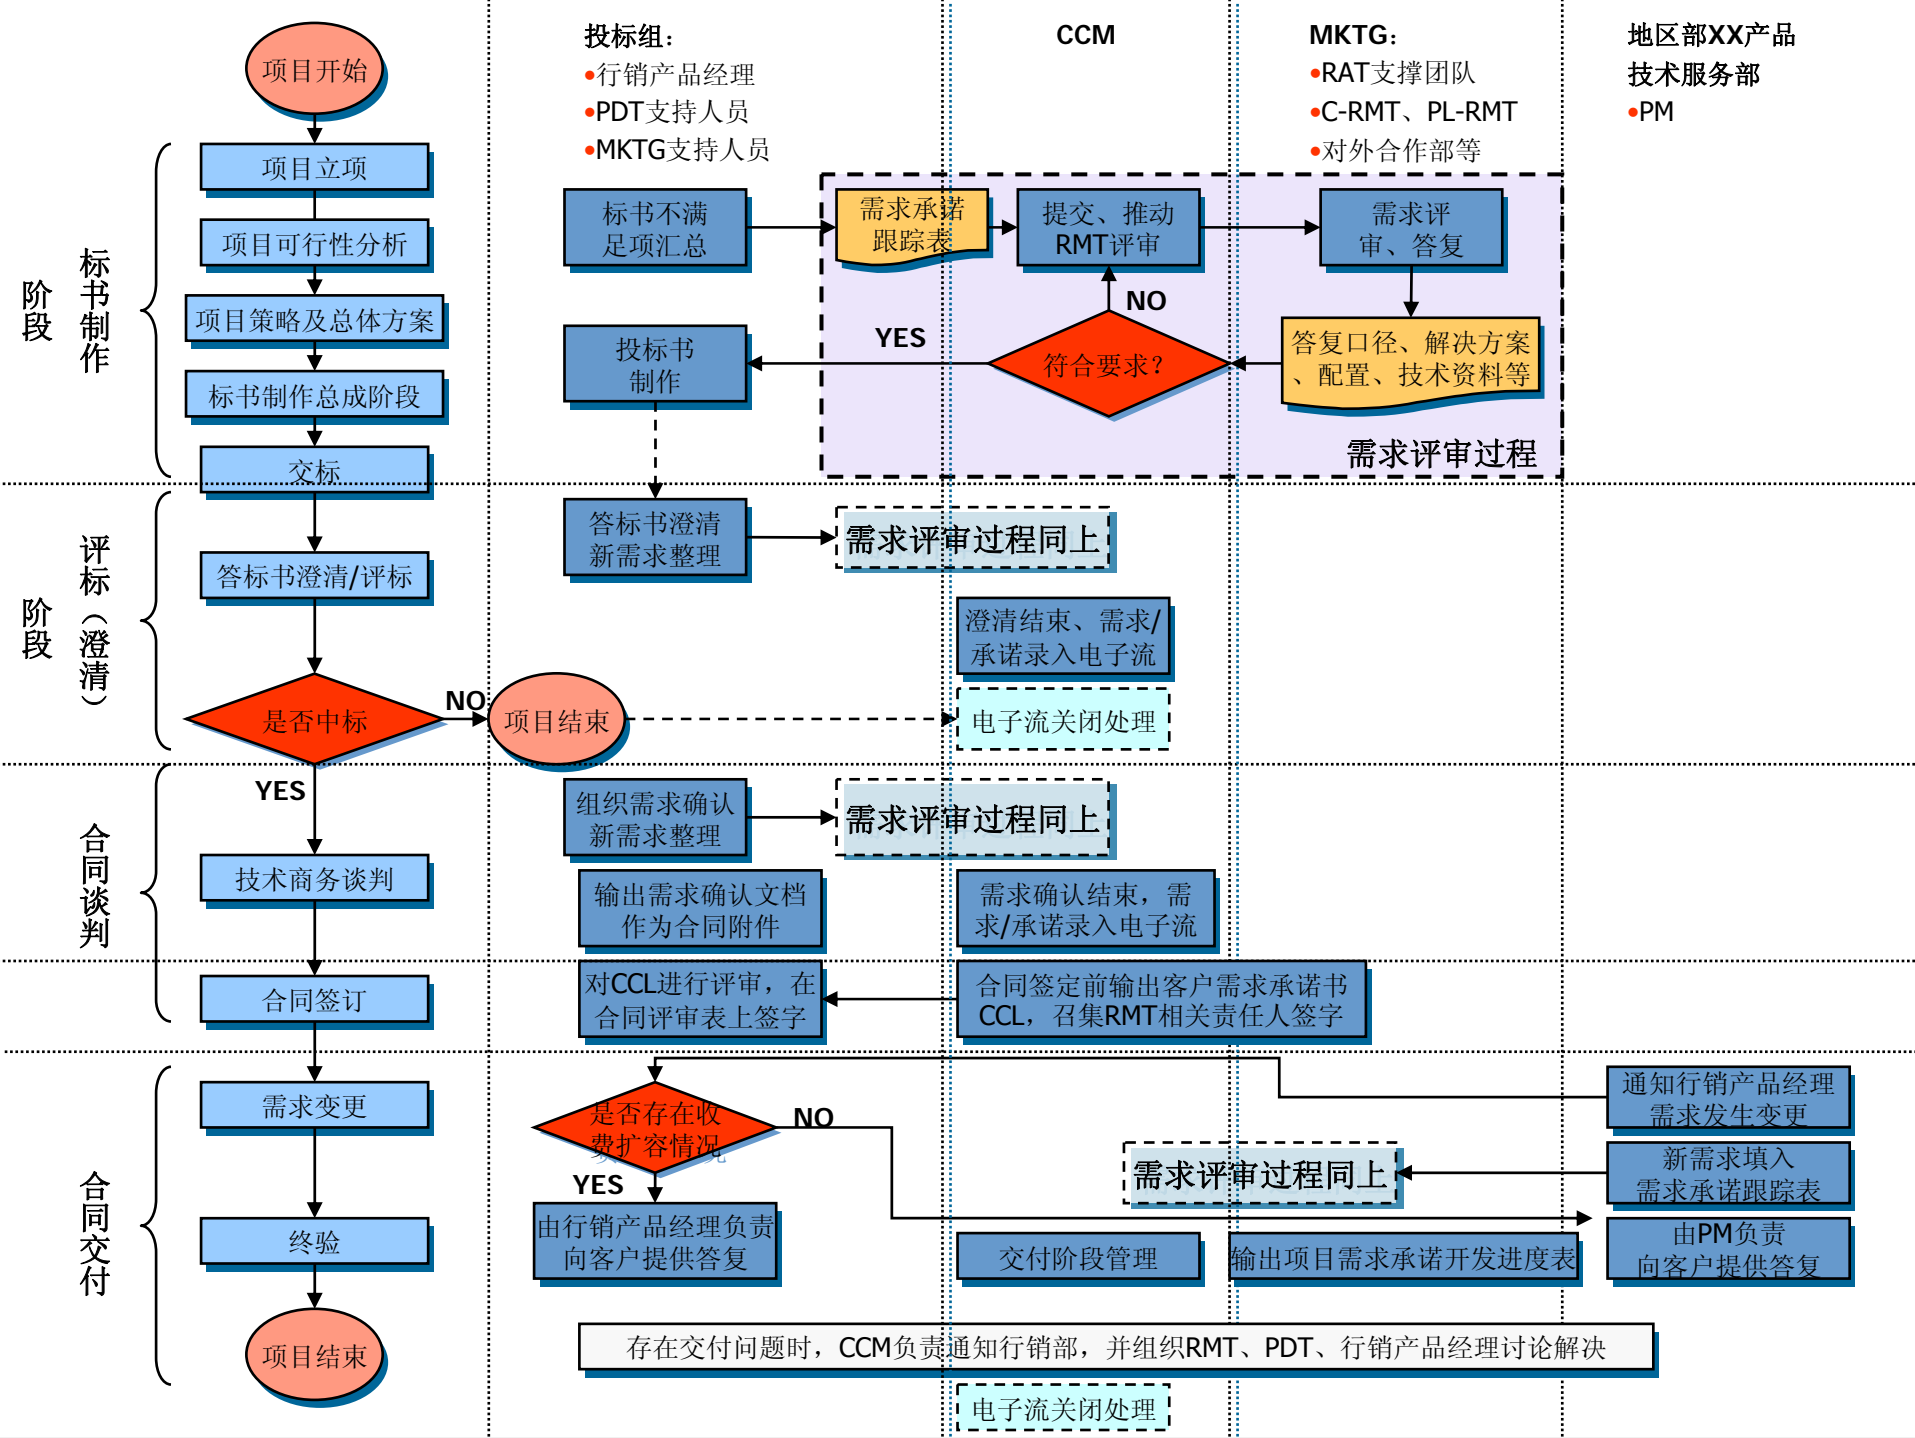 项目开始
投标组：
•行销产品经理
•PDT支持人员
•MKTG支持人员
CCM
MKTG：
•RAT支撑团队
•C-RMT、PL-RMT
•对外合作部等
地区部XX产品
技术服务部
•PM
标书制作
阶段
项目立项
项目可行性分析
项目策略及总体方案
标书制作总成阶段
交标
标书不满
足项汇总
需求承诺
跟踪表
提交、推动
RMT评审
需求评
审、答复
NO
YES
投标书
制作
符合要求？
答复口径、解决方案
、配置、技术资料等
需求评审过程
评标（澄清）
阶段
答标书澄清/评标
是否中标
NO
YES
项目结束
答标书澄清
新需求整理
需求评审过程同上
澄清结束、需求/
承诺录入电子流
电子流关闭处理
合同谈判
技术商务谈判
合同签订
组织需求确认
新需求整理
需求评审过程同上
输出需求确认文档
作为合同附件
需求确认结束，需
求/承诺录入电子流
对CCL进行评审，在
合同评审表上签字
合同签定前输出客户需求承诺书
CCL，召集RMT相关责任人签字
合同交付
需求变更
终验
项目结束
是否存在收
费扩容情况
NO
YES
通知行销产品经理
需求发生变更
需求评审过程同上
新需求填入
需求承诺跟踪表
由行销产品经理负责
向客户提供答复
交付阶段管理
输出项目需求承诺开发进度表
由PM负责
向客户提供答复
存在交付问题时，CCM负责通知行销部，并组织RMT、PDT、行销产品经理讨论解决
电子流关闭处理